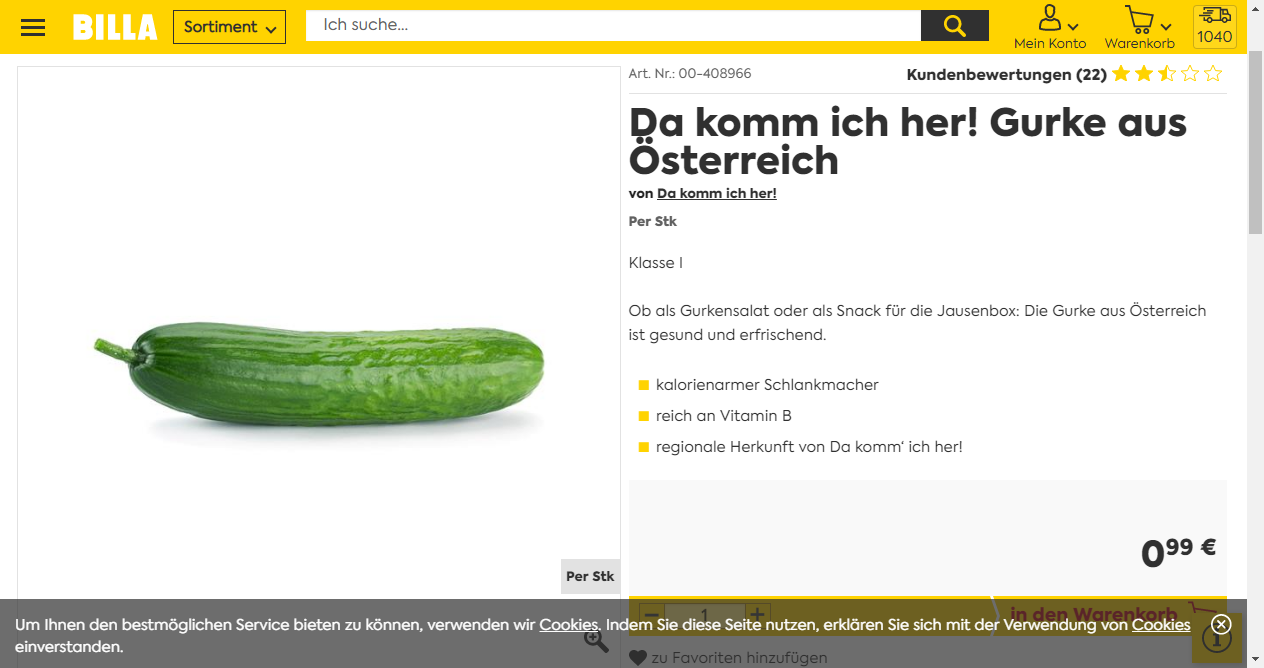 BILLA
Sortiment
Ich suche...
Mein Konto
Warenkorb
1040
Art. Nr.: 00-408966
Kundenbewertungen (22)
Da komm ich her! Gurke aus
Österreich
von Da komm ich her!
Per Stk
Klasse I
Ob als Gurkensalat oder als Snack für die Jausenbox: Die Gurke aus Österreich
ist gesund und erfrischend.
kalorienarmer Schlankmacher
reich an Vitamin B
regionale Herkunft von Da komm‘ ich her!
0 99 €
Per Stk
− 1 +
in den Warenkorb
Um Ihnen den bestmöglichen Service bieten zu können, verwenden wir Cookies. Indem Sie diese Seite nutzen, erklären Sie sich mit der Verwendung von Cookies
einverstanden.
zu Favoriten hinzufügen